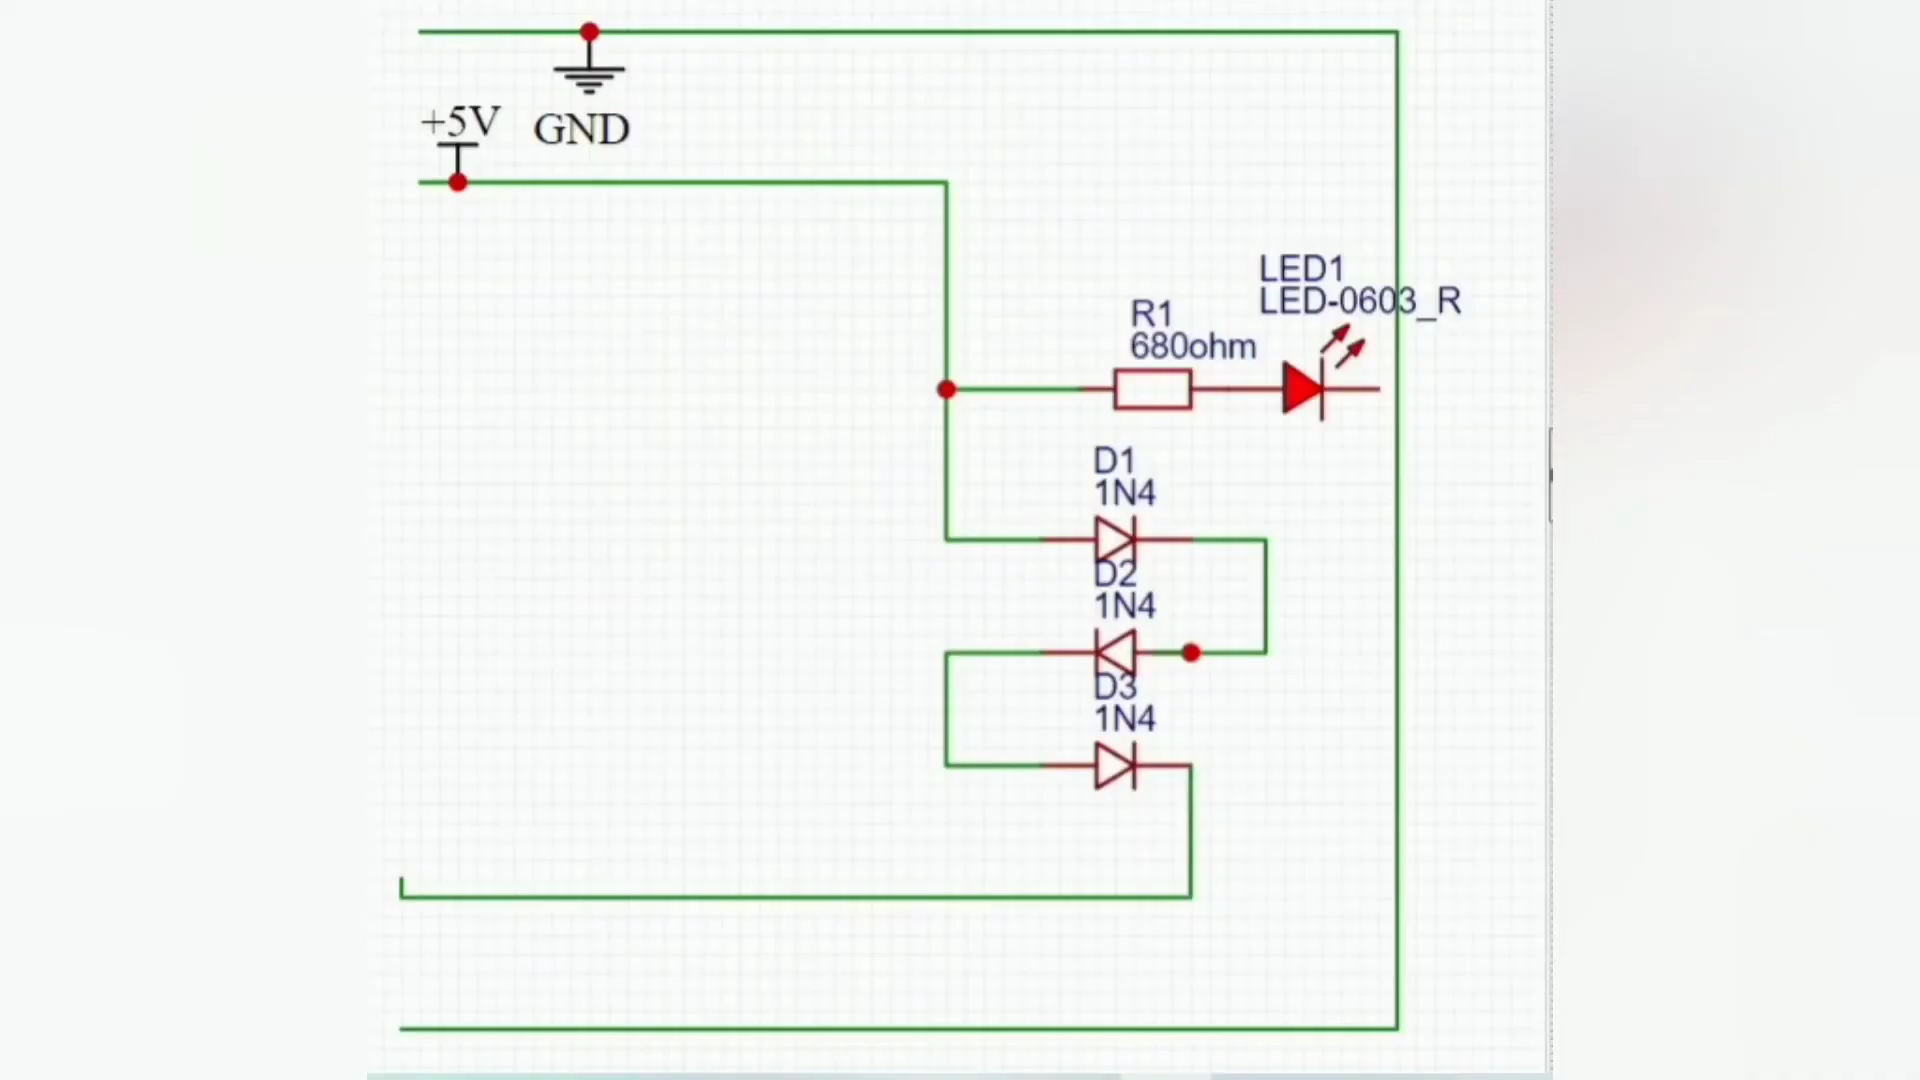 +5V
GND
LED1
LED-0603_R
R1
680ohm
D1
1N4
D2
1N4
D3
1N4